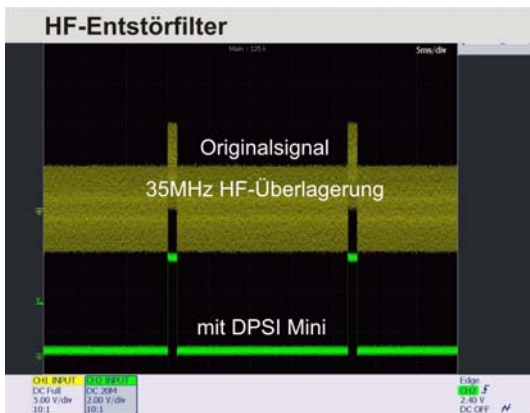 HF-Entstörfilter
Main : 125 k
5ms/div
Originalsignal
35MHz HF-Überlagerung
mit DPSI Mini
CH1 INPUT
DC Full
5.00 V/div
10:1
CH2 INPUT
DC 20M
2.00 V/div
10:1
Edge
CH2
2.40 V
DC OFF